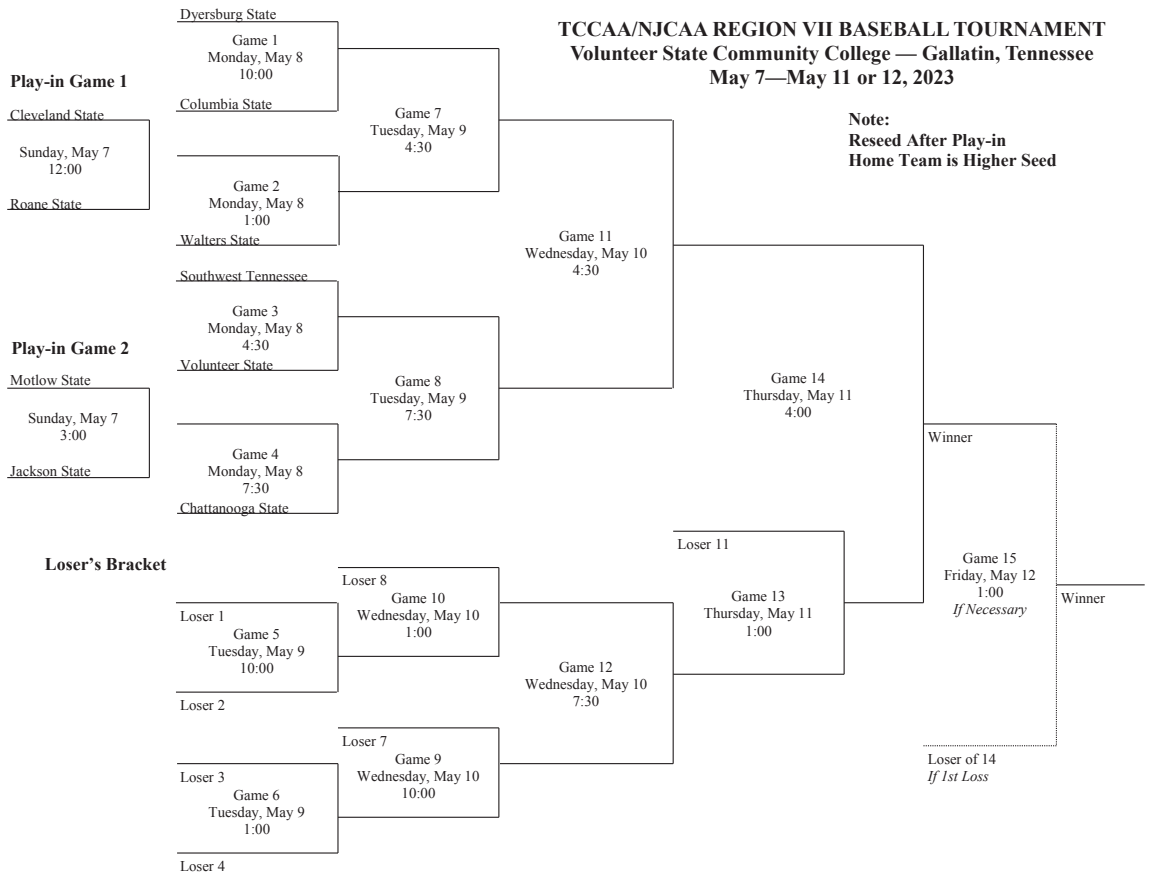 TCCAA/NJCAA REGION VII BASEBALL TOURNAMENT
Volunteer State Community College — Gallatin, Tennessee
May 7—May 11 or 12, 2023
Note:
Reseed After Play-in
Home Team is Higher Seed
Play-in Game 1
Cleveland State
Sunday, May 7
12:00
Roane State
Play-in Game 2
Motlow State
Sunday, May 7
3:00
Jackson State
Dyersburg State
Game 1
Monday, May 8
10:00
Columbia State
Game 2
Monday, May 8
1:00
Walters State
Southwest Tennessee
Game 3
Monday, May 8
4:30
Volunteer State
Game 4
Monday, May 8
7:30
Chattanooga State
Game 7
Tuesday, May 9
4:30
Game 8
Tuesday, May 9
7:30
Game 11
Wednesday, May 10
4:30
Game 14
Thursday, May 11
4:00
Winner
Loser's Bracket
Loser 1
Game 5
Tuesday, May 9
10:00
Loser 2
Loser 3
Game 6
Tuesday, May 9
1:00
Loser 4
Loser 8
Game 10
Wednesday, May 10
1:00
Loser 7
Game 9
Wednesday, May 10
10:00
Game 12
Wednesday, May 10
7:30
Loser 11
Game 13
Thursday, May 11
1:00
Game 15
Friday, May 12
1:00
If Necessary
Winner
Loser of 14
If 1st Loss